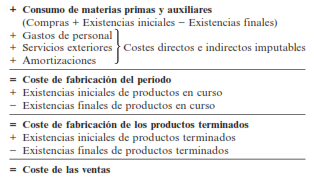 + Consumo de materias primas y auxiliares
(Compras + Existencias iniciales − Existencias finales)
+ Gastos de personal
+ Servicios exteriores } Costes directos e indirectos imputables
+ Amortizaciones
= Coste de fabricación del período
+ Existencias iniciales de productos en curso
− Existencias finales de productos en curso
= Coste de fabricación de los productos terminados
+ Existencias iniciales de productos terminados
− Existencias finales de productos terminados
= Coste de las ventas